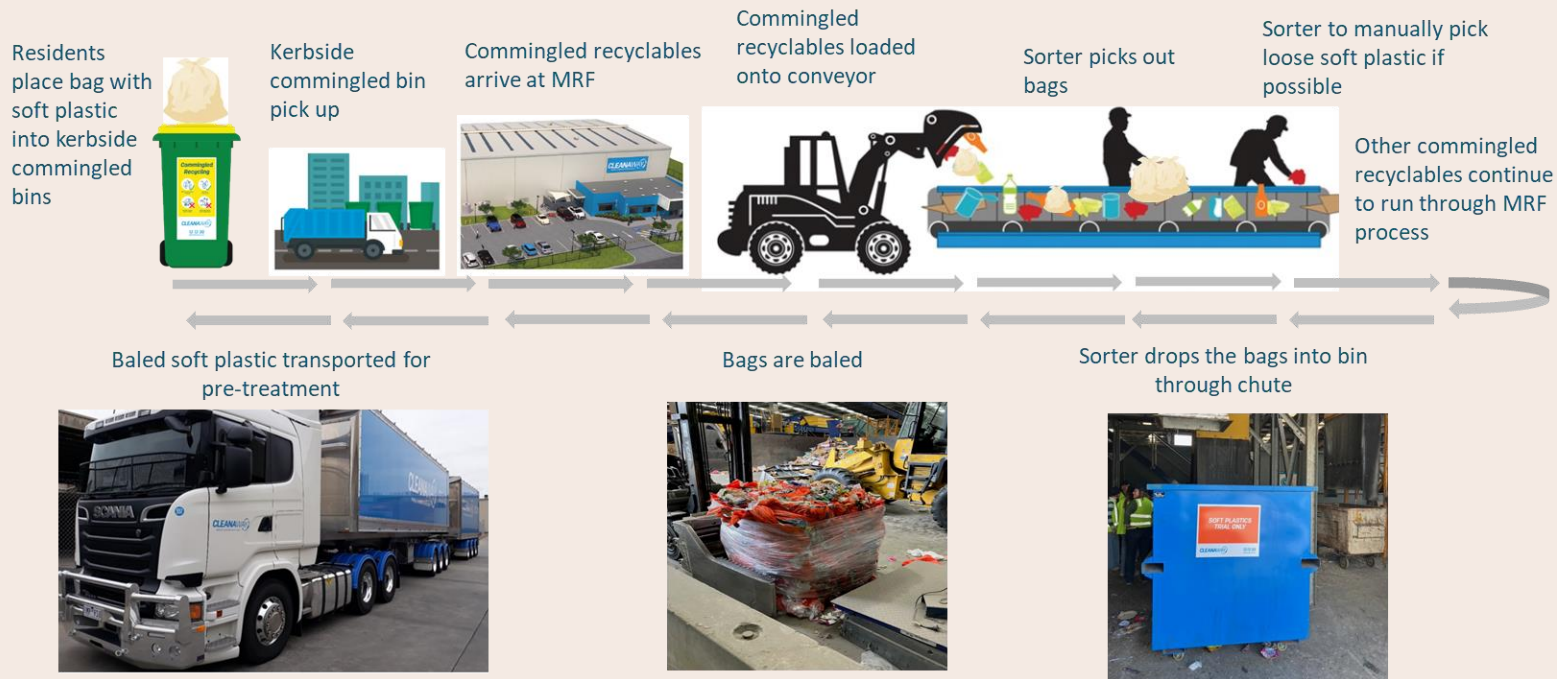 Residents
place bag with
soft plastic
into kerbside
commingled
bins
Kerbside
commingled bin
pick up
Commingled recyclables
arrive at MRF
Commingled
recyclables loaded
onto conveyor
Sorter picks out
bags
Sorter to manually pick
loose soft plastic if
possible
Other commingled
recyclables continue
to run through MRF
process
Commingled
Recycling
CLEANAWAY
CLEANAWAY
Baled soft plastic transported for
pre-treatment
Bags are baled
Sorter drops the bags into bin
through chute
SCANIA
CLEANAWAY
CLEANAWAY
SOFT PLASTICS
TRIAL ONLY
CLEANAWAY